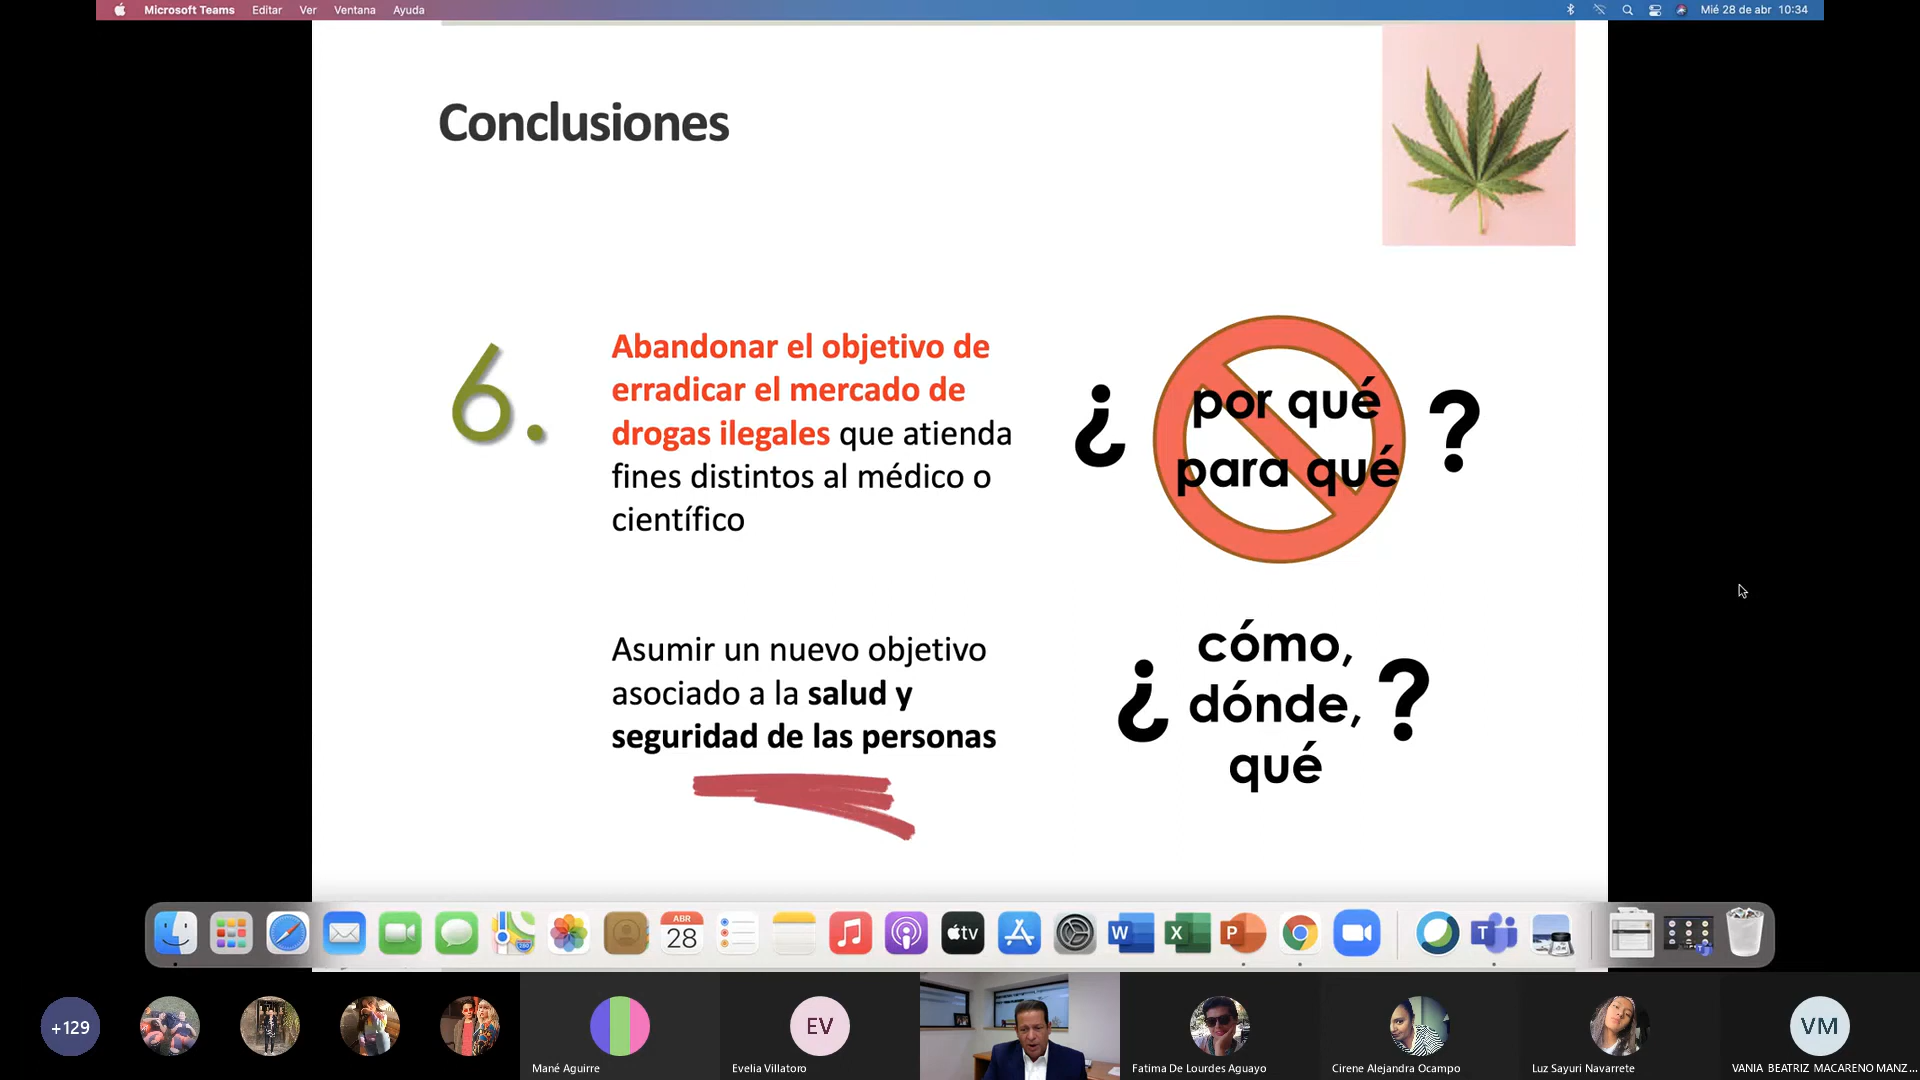 Microsoft Teams Editar Ver Ventana Ayuda Mié 28 de abr 10:34
Conclusiones
6.
Abandonar el objetivo de
erradicar el mercado de
drogas ilegales que atienda
fines distintos al médico o
científico
¿ por qué
para qué ?
Asumir un nuevo objetivo
asociado a la salud y
seguridad de las personas
¿ cómo,
dónde, ?
qué
ABR
28
tv
W
X
P
T
+129
EV
VM
Mané Aguirre
Evelia Villatoro
Fatima De Lourdes Aguayo
Cirene Alejandra Ocampo
Luz Sayuri Navarrete
VANIA BEATRIZ MACARENO MANZ...